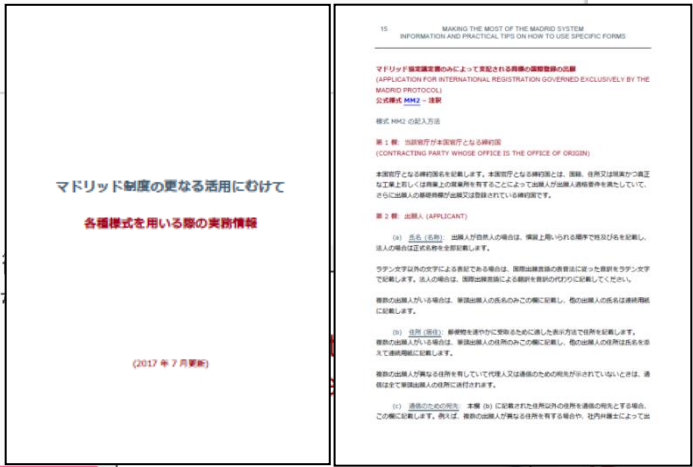 マドリッド制度の更なる活用にむけて
各種様式を用いる際の実務情報
(2017 年 7 月更新)
15
MAKING THE MOST OF THE MADRID SYSTEM
INFORMATION AND PRACTICAL TIPS ON HOW TO USE SPECIFIC FORMS
マドリッド協定議定書のみによって支配される商標の国際登録の出願
(APPLICATION FOR INTERNATIONAL REGISTRATION GOVERNED EXCLUSIVELY BY THE
MADRID PROTOCOL)
公式様式 MM2 – 注釈
様式 MM2 の記入方法
第 1 欄: 当該官庁が本国官庁となる締約国
(CONTRACTING PARTY WHOSE OFFICE IS THE OFFICE OF ORIGIN)
本国官庁となる締約国名を記載します。本国官庁となる締約国とは、国籍、住所又は現実かつ真正
な工業上若しくは商業上の営業所を有することによって出願人が出願人適格要件を満たしていて、
さらに出願人の基礎商標が出願又は登録されている締約国です。
第 2 欄: 出願人 (APPLICANT)
(a) 氏名 (名称): 出願人が自然人の場合は、慣習上用いられる順序で姓及び名を記載し、
法人の場合は正式名称を全部記載します。
ラテン文字以外の文字による表記である場合は、国際出願言語の表音法に従った音訳をラテン文字
で記載します。法人の場合は、国際出願言語による翻訳を音訳の代わりに記載してください。
複数の出願人がいる場合は、筆頭出願人の氏名のみこの欄に記載し、他の出願人の氏名は連続用紙
に記載します。
(b) 住所 (居住): 郵便物を速やかに受取るために適した表示方法で住所を記載します。
複数の出願人がいる場合は、筆頭出願人の住所のみこの欄に記載し、他の出願人の住所は氏名を添
えて連続用紙に記載します。
複数の出願人が異なる住所を有していて代理人又は通信のための宛先が示されていないときは、通
信は全て筆頭出願人の住所に送付されます。
(c) 通信のための宛先: 本欄 (b) に記載された住所以外の住所を通信の宛先とする場合、
この欄に記載します。例えば、複数の出願人が異なる住所を有する場合や、社内弁護士によって出